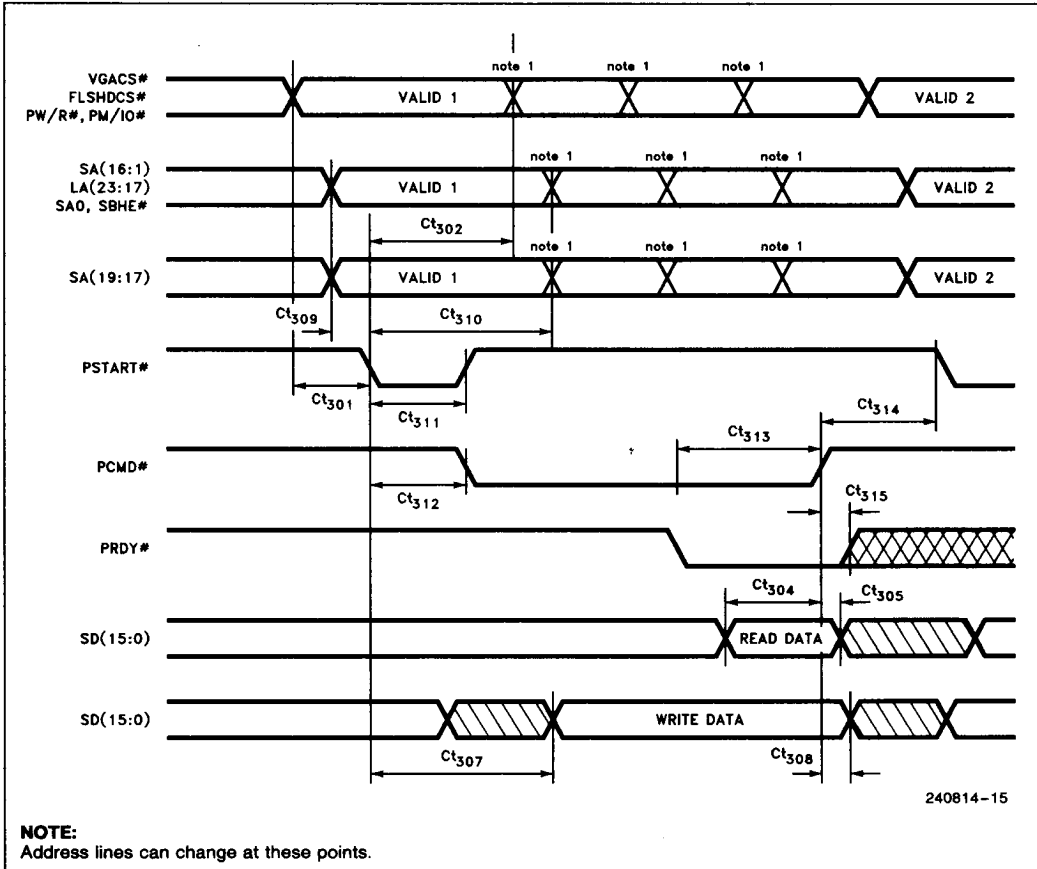 VGACS#
FLSHDCS#
PW/R#, PM/IO#
note 1 note 1 note 1
VALID 1 VALID 2
SA(16:1)
LA(23:17)
SA0, SBHE#
note 1 note 1 note 1
VALID 1 VALID 2
Ct302
note 1 note 1 note 1
SA(19:17)
VALID 1 VALID 2
Ct309 Ct310
PSTART#
Ct301 Ct311
Ct314
Ct313
PCMD#
Ct312
Ct315
PRDY#
Ct304 Ct305
SD(15:0)
READ DATA
SD(15:0)
WRITE DATA
Ct307 Ct308
240814-15
NOTE:
Address lines can change at these points.